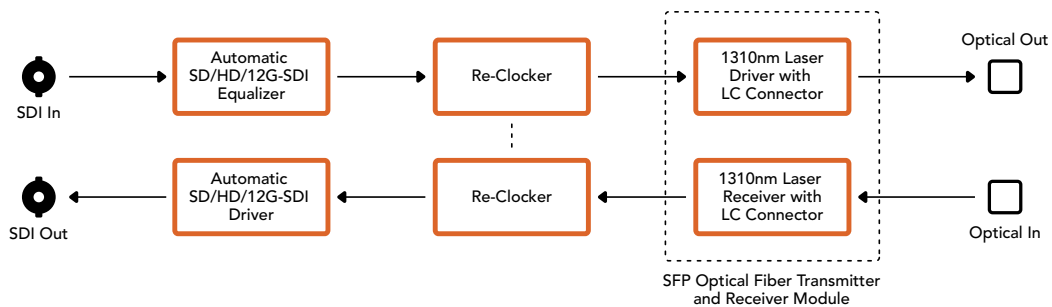 SDI In
Automatic
SD/HD/12G-SDI
Equalizer
Re-Clocker
1310nm Laser
Driver with
LC Connector
Optical Out
SDI Out
Automatic
SD/HD/12G-SDI
Driver
Re-Clocker
1310nm Laser
Receiver with
LC Connector
Optical In
SFP Optical Fiber Transmitter
and Receiver Module